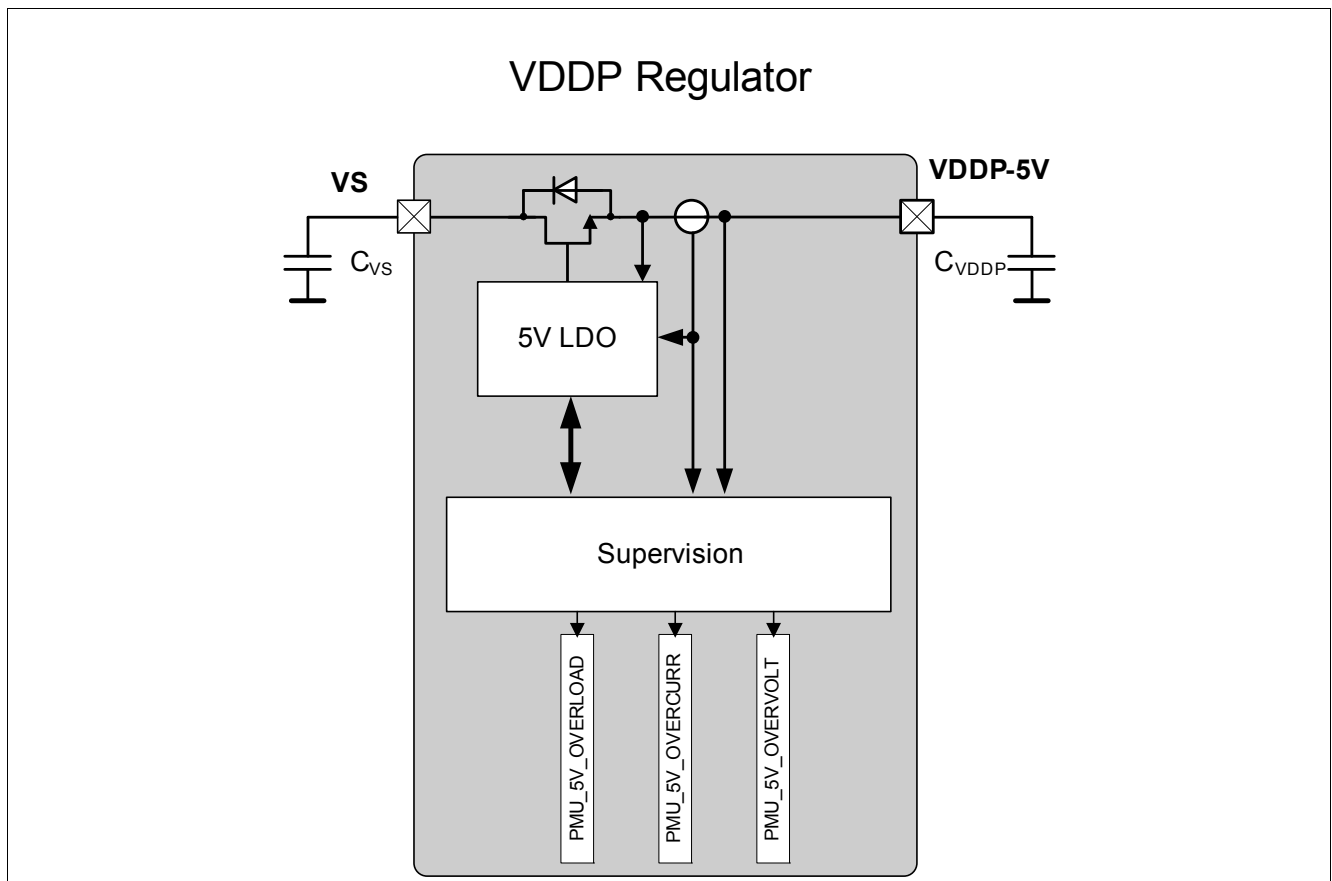 VDDP Regulator
VS
VDDP-5V
CVS
CVDDP
5V LDO
Supervision
PMU_5V_OVERLOAD
PMU_5V_OVERCURR
PMU_5V_OVERVOLT